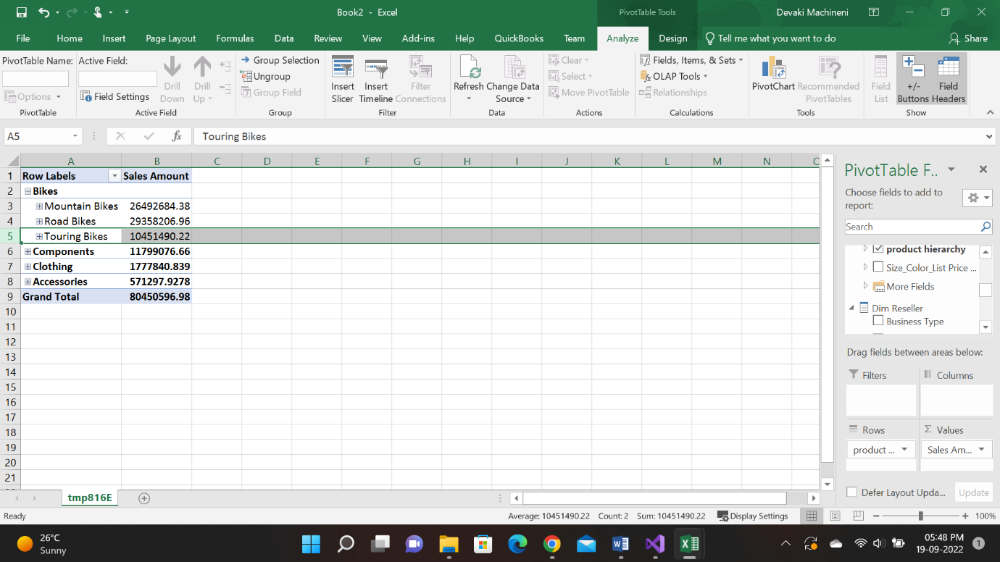 Book2 - Excel
PivotTable Tools
Devaki Machineni
File Home Insert Page Layout Formulas Data Review View Add-ins Help QuickBooks Team Analyze Design Tell me what you want to do Share
PivotTable Name:
Options
PivotTable
Active Field:
Field Settings
Drill Down
Drill Up
Active Field
Group Selection
Ungroup
Group Field
Group
Insert Slicer
Insert Timeline
Filter Connections
Filter
Refresh
Change Data Source
Data
Clear
Select
Move PivotTable
Actions
Fields, Items, & Sets
OLAP Tools
Relationships
Calculations
PivotChart
Recommended PivotTables
Tools
Field List
+/- Buttons
Field Headers
Show
A5
fx
Touring Bikes
A B C D E F G H I J K L M N O
1 Row Labels Sales Amount
2 Bikes
3 Mountain Bikes 26492684.38
4 Road Bikes 29358206.96
5 Touring Bikes 10451490.22
6 Components 11799076.66
7 Clothing 1777840.839
8 Accessories 571297.9278
9 Grand Total 80450596.98
10
11
12
13
14
15
16
17
18
19
20
21
PivotTable F..
Choose fields to add to
report:
Search
product hierarchy
Size_Color_List Price ...
More Fields
Dim Reseller
Business Type
Drag fields between areas below:
Filters
Columns
Rows
Values
product ...
Sales Am...
Defer Layout Upda...
Update
tmp816E
Ready
Average: 10451490.22 Count: 2 Sum: 10451490.22
Display Settings
100%
26°C
Sunny
05:48 PM
19-09-2022
1